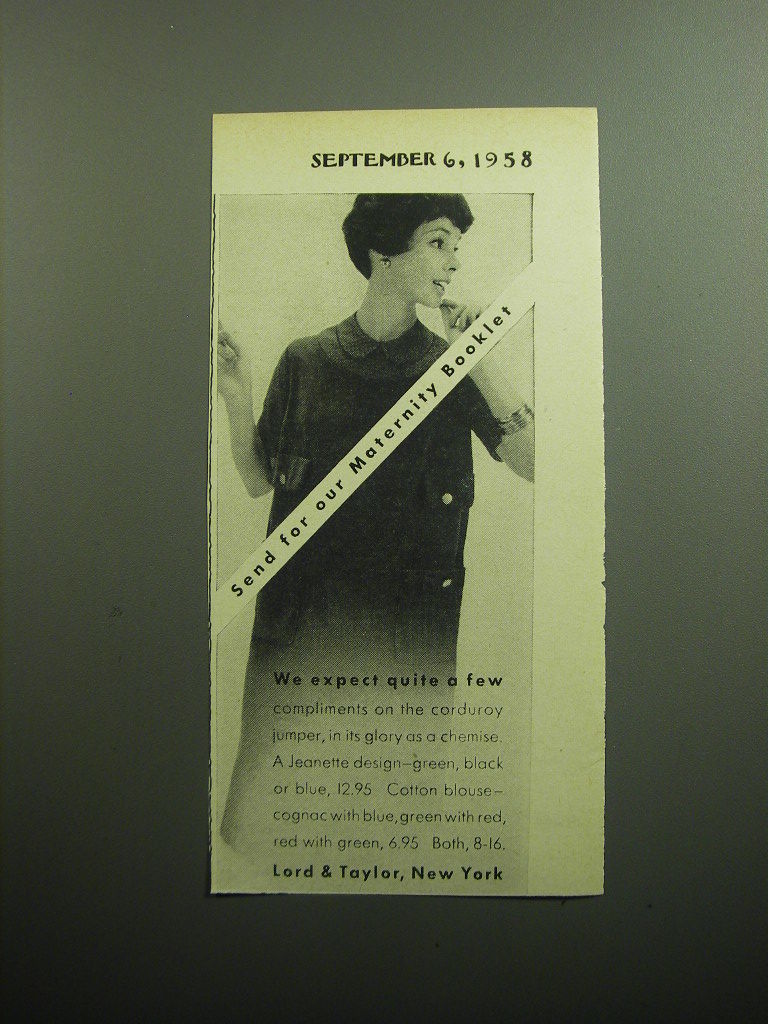 SEPTEMBER 6, 1958
Send for our Maternity Booklet
We expect quite a few
compliments on the corduroy
jumper, in its glory as a chemise.
A Jeanette design—green, black
or blue, 12.95 Cotton blouse—
cognac with blue, green with red,
red with green, 6.95 Both, 8-16.
Lord & Taylor, New York